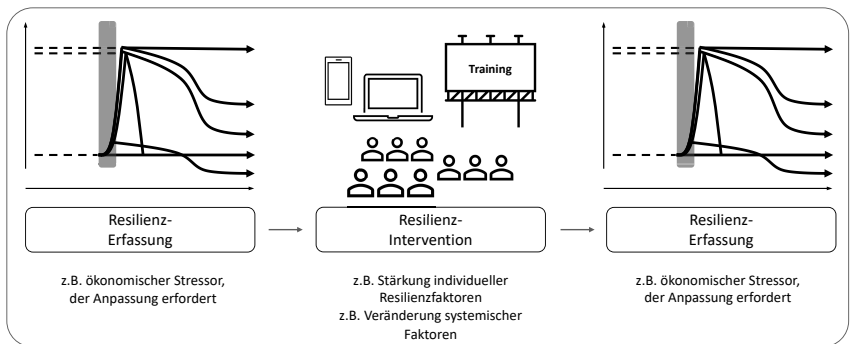 Training
Resilienz-
Erfassung
Resilienz-
Intervention
Resilienz-
Erfassung
z.B. ökonomischer Stressor,
der Anpassung erfordert
z.B. Stärkung individueller
Resilienzfaktoren
z.B. Veränderung systemischer
Faktoren
z.B. ökonomischer Stressor,
der Anpassung erfordert